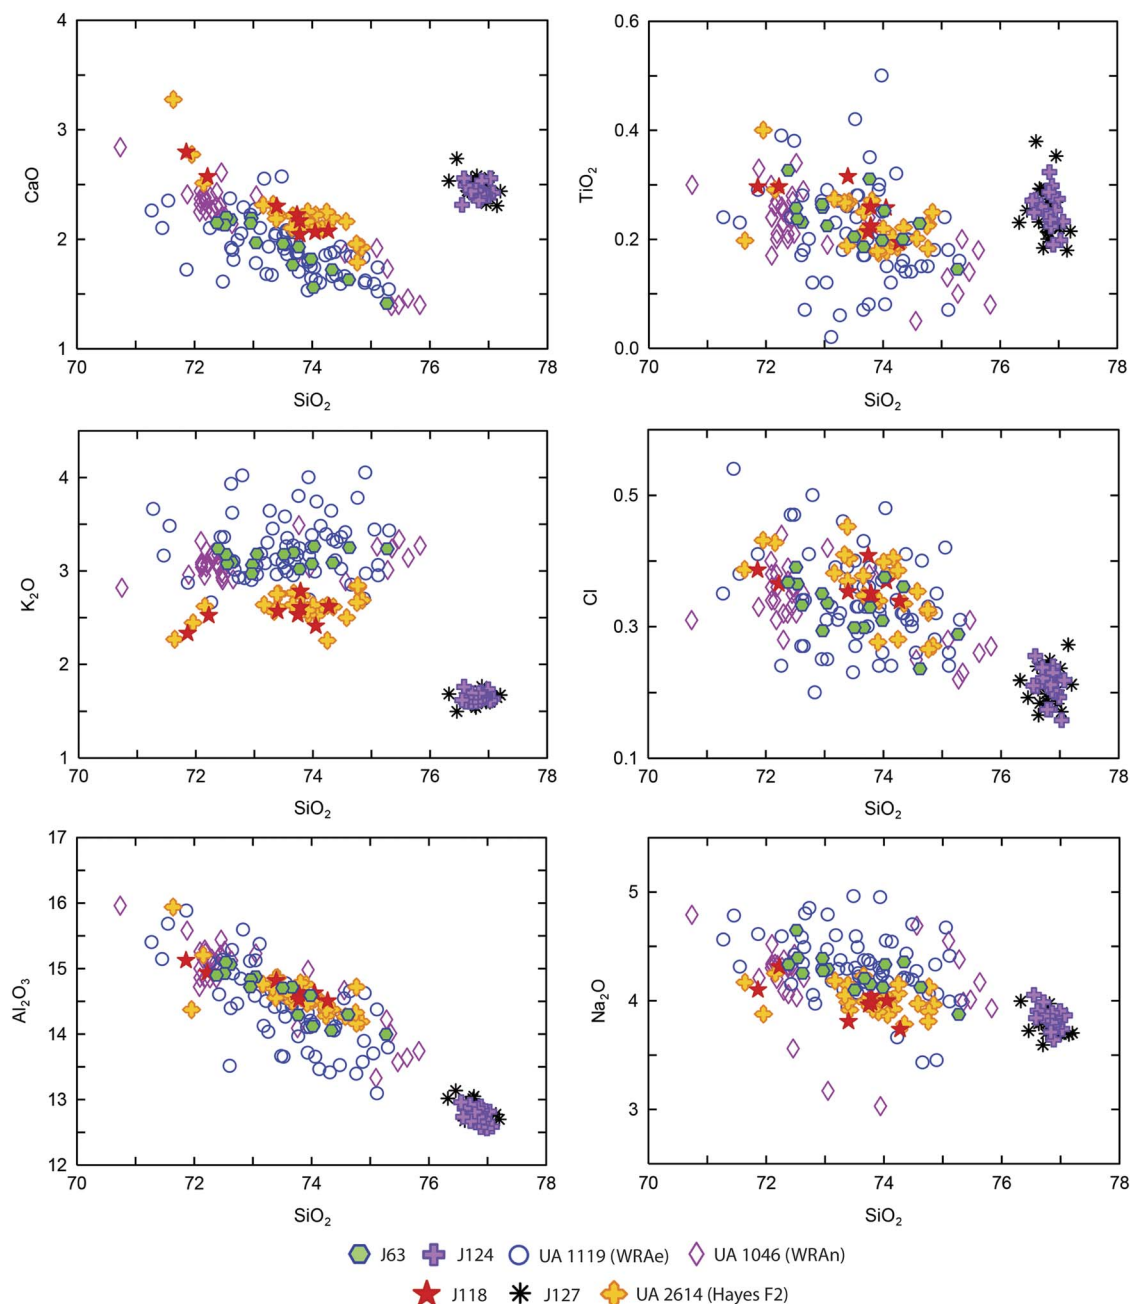 4
3
CaO
2
1
70 72 74 76 78
SiO₂
0.6
0.4
TiO₂
0.2
0.0
70 72 74 76 78
SiO₂
4
3
K₂O
2
1
70 72 74 76 78
SiO₂
0.5
Cl
0.3
0.1
70 72 74 76 78
SiO₂
17
16
15
Al₂O₃
14
13
12
70 72 74 76 78
SiO₂
5
Na₂O
4
3
70 72 74 76 78
SiO₂
J63 J124 UA 1119 (WRAe) UA 1046 (WRAn)
J118 J127 UA 2614 (Hayes F2)